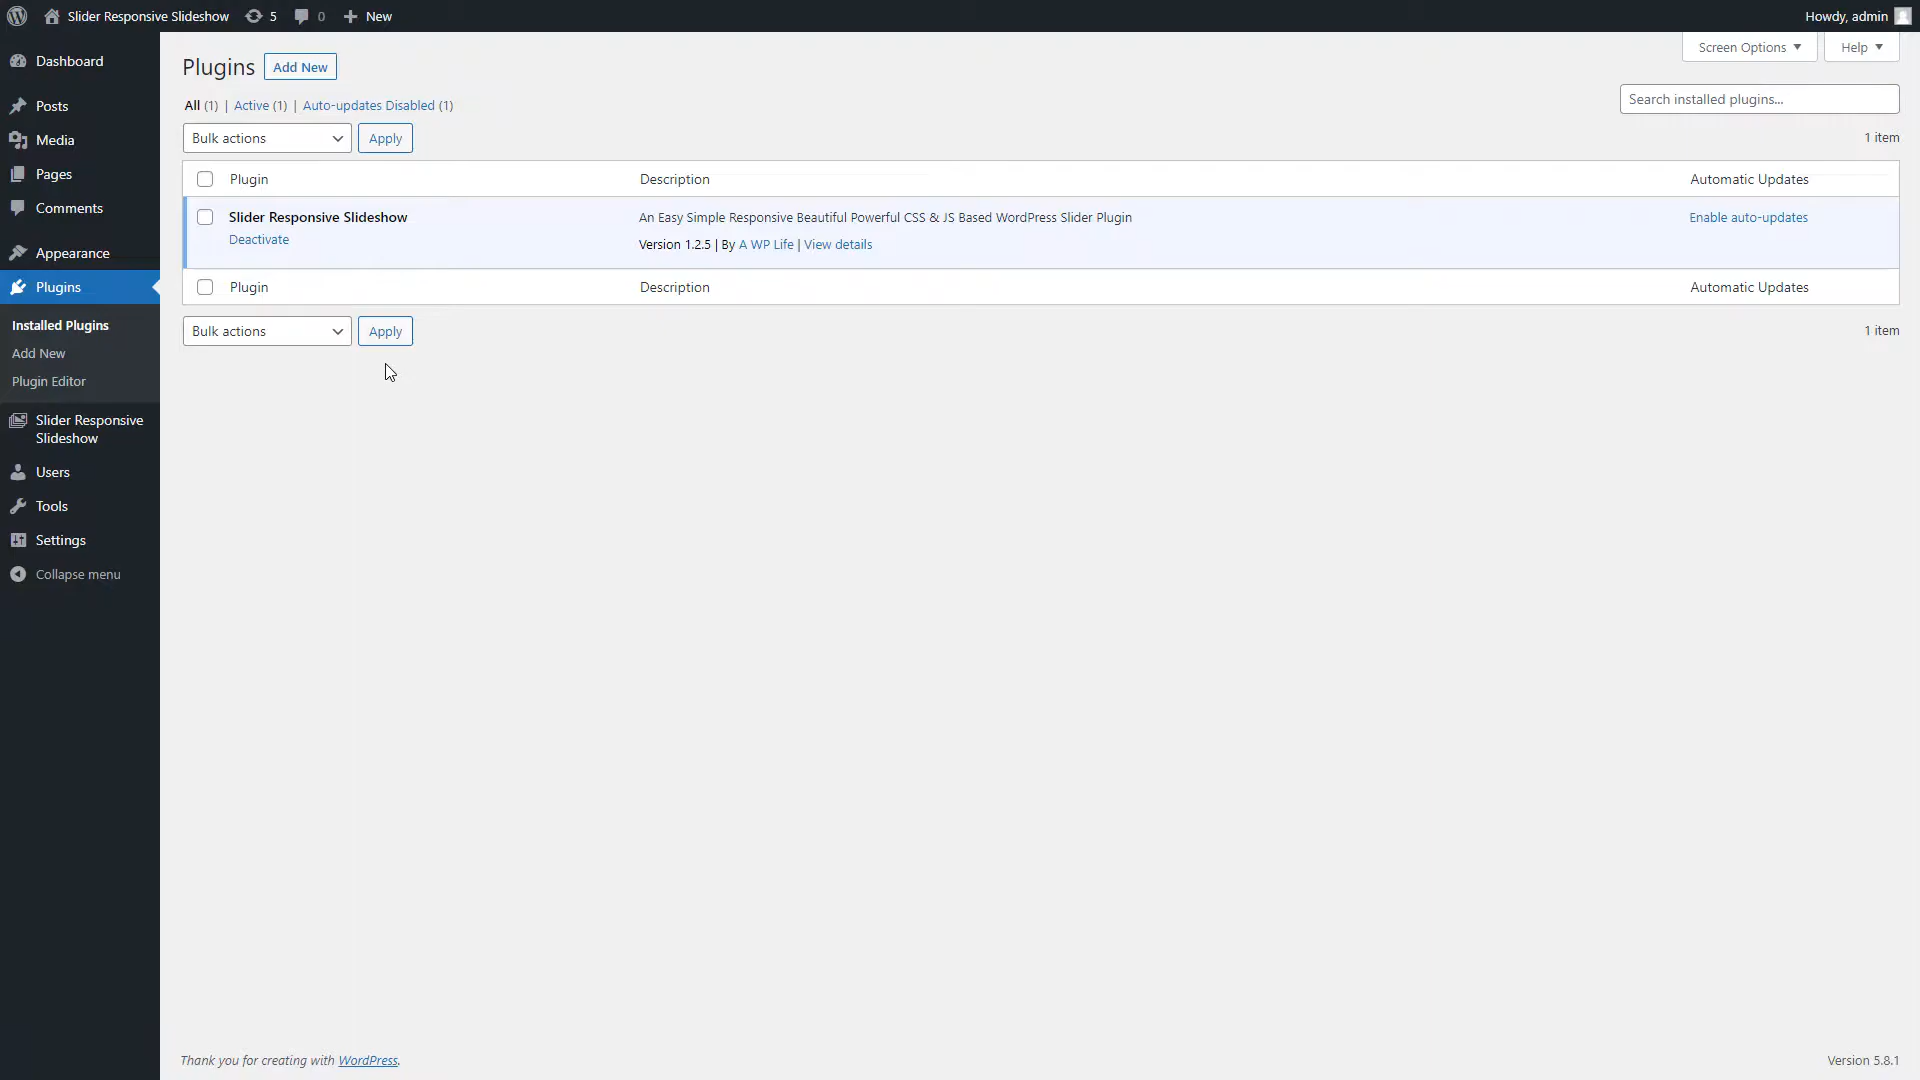 Slider Responsive Slideshow 5 0 New Howdy, admin
Screen Options Help
Dashboard
Posts
Media
Pages
Comments
Appearance
Plugins
Installed Plugins
Add New
Plugin Editor
Slider Responsive
Slideshow
Users
Tools
Settings
Collapse menu
Plugins Add New
All (1) | Active (1) | Auto-updates Disabled (1)
Search installed plugins...
Bulk actions Apply 1 item
Plugin Description Automatic Updates
Slider Responsive Slideshow An Easy Simple Responsive Beautiful Powerful CSS & JS Based WordPress Slider Plugin Enable auto-updates
Deactivate Version 1.2.5 | By A WP Life | View details
Plugin Description Automatic Updates
Bulk actions Apply 1 item
Thank you for creating with WordPress. Version 5.8.1